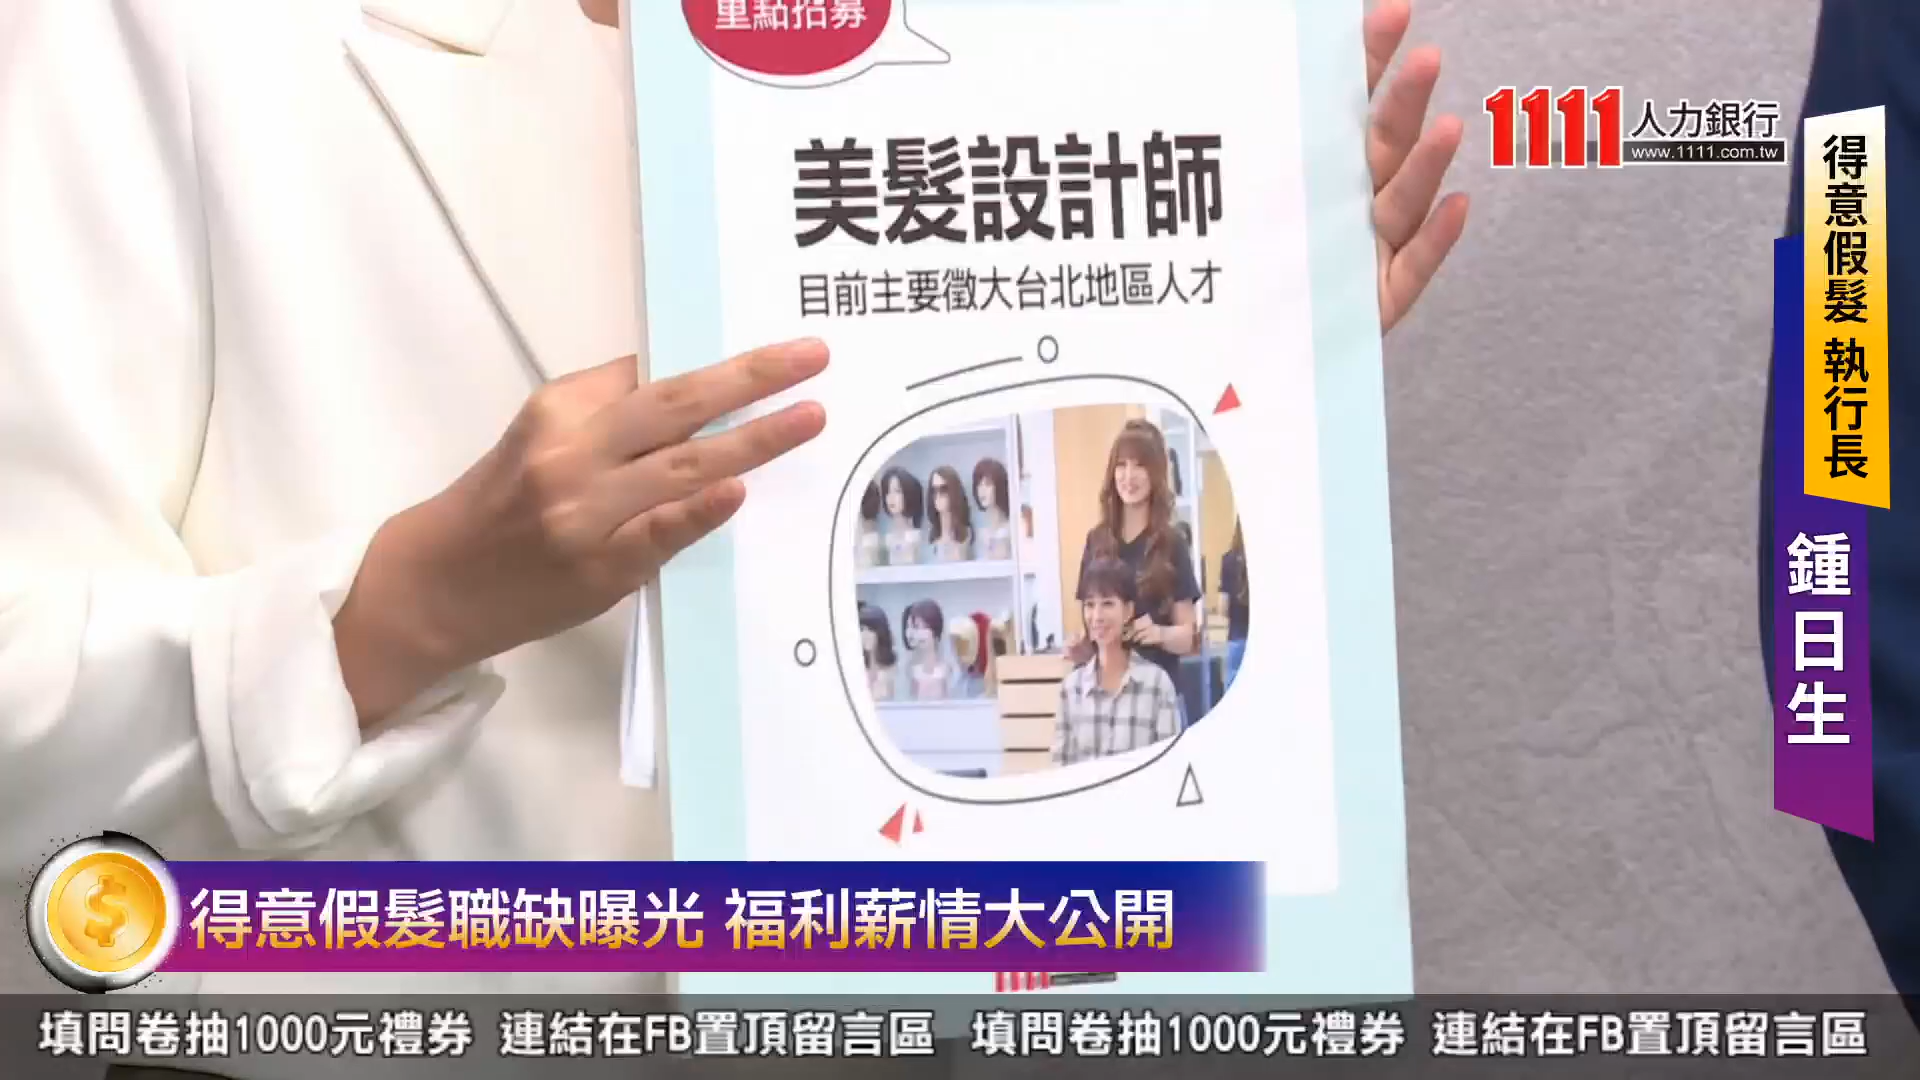 重點招募
美髮設計師
目前主要徵大台北地區人才
1111人力銀行
www.1111.com.tw
得意假髮 執行長
鍾日生
得意假髮職缺曝光 福利薪情大公開
1111
填問卷抽1000元禮券 連結在FB置頂留言區 填問卷抽1000元禮券 連結在FB置頂留言區